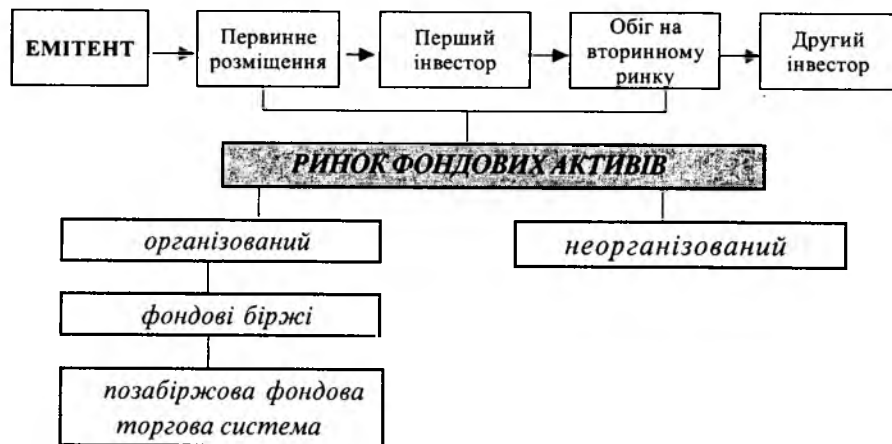 ЕМІТЕНТ
Первинне
розміщення
Перший
інвестор
Обіг на
вторинному
ринку
Другий
інвестор
РИНОК ФОНДОВИХ АКТИВІВ
організований
неорганізований
фондові біржі
позабіржова фондова
торгова система